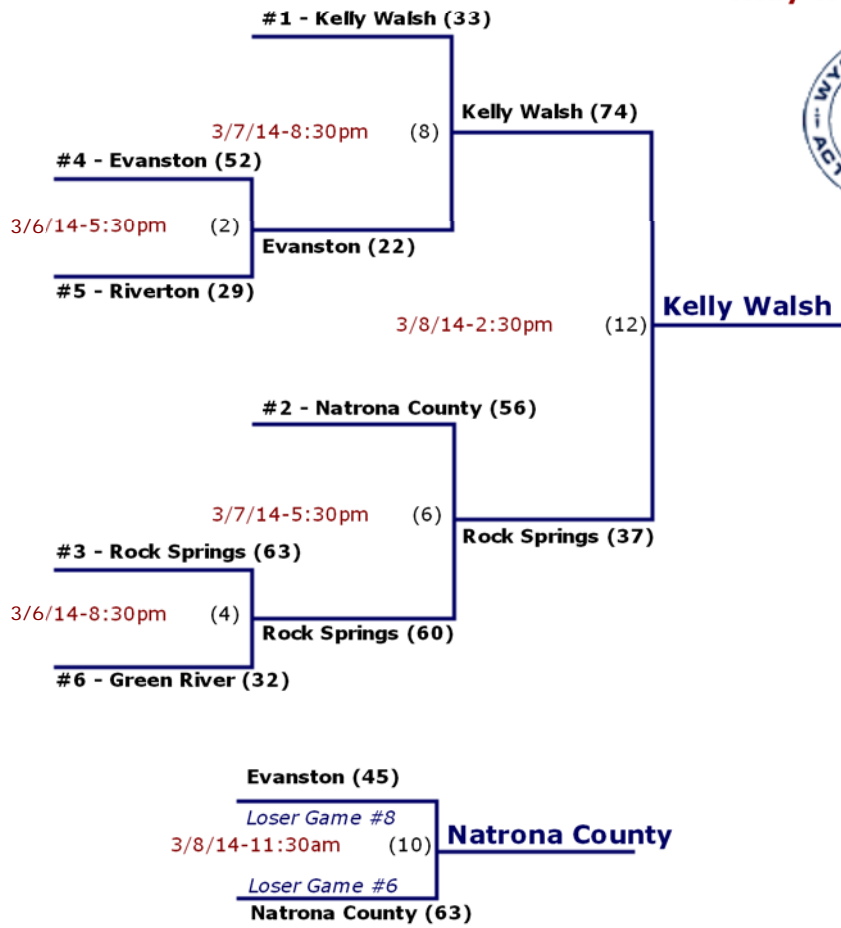 #1 - Kelly Walsh (33)
3/7/14-8:30pm (8)
Kelly Walsh (74)
#4 - Evanston (52)
3/6/14-5:30pm (2)
Evanston (22)
#5 - Riverton (29)
3/8/14-2:30pm (12)
Kelly Walsh
#2 - Natrona County (56)
3/7/14-5:30pm (6)
Rock Springs (37)
#3 - Rock Springs (63)
3/6/14-8:30pm (4)
Rock Springs (60)
#6 - Green River (32)
Evanston (45)
Loser Game #8
3/8/14-11:30am (10)
Natrona County
Loser Game #6
Natrona County (63)